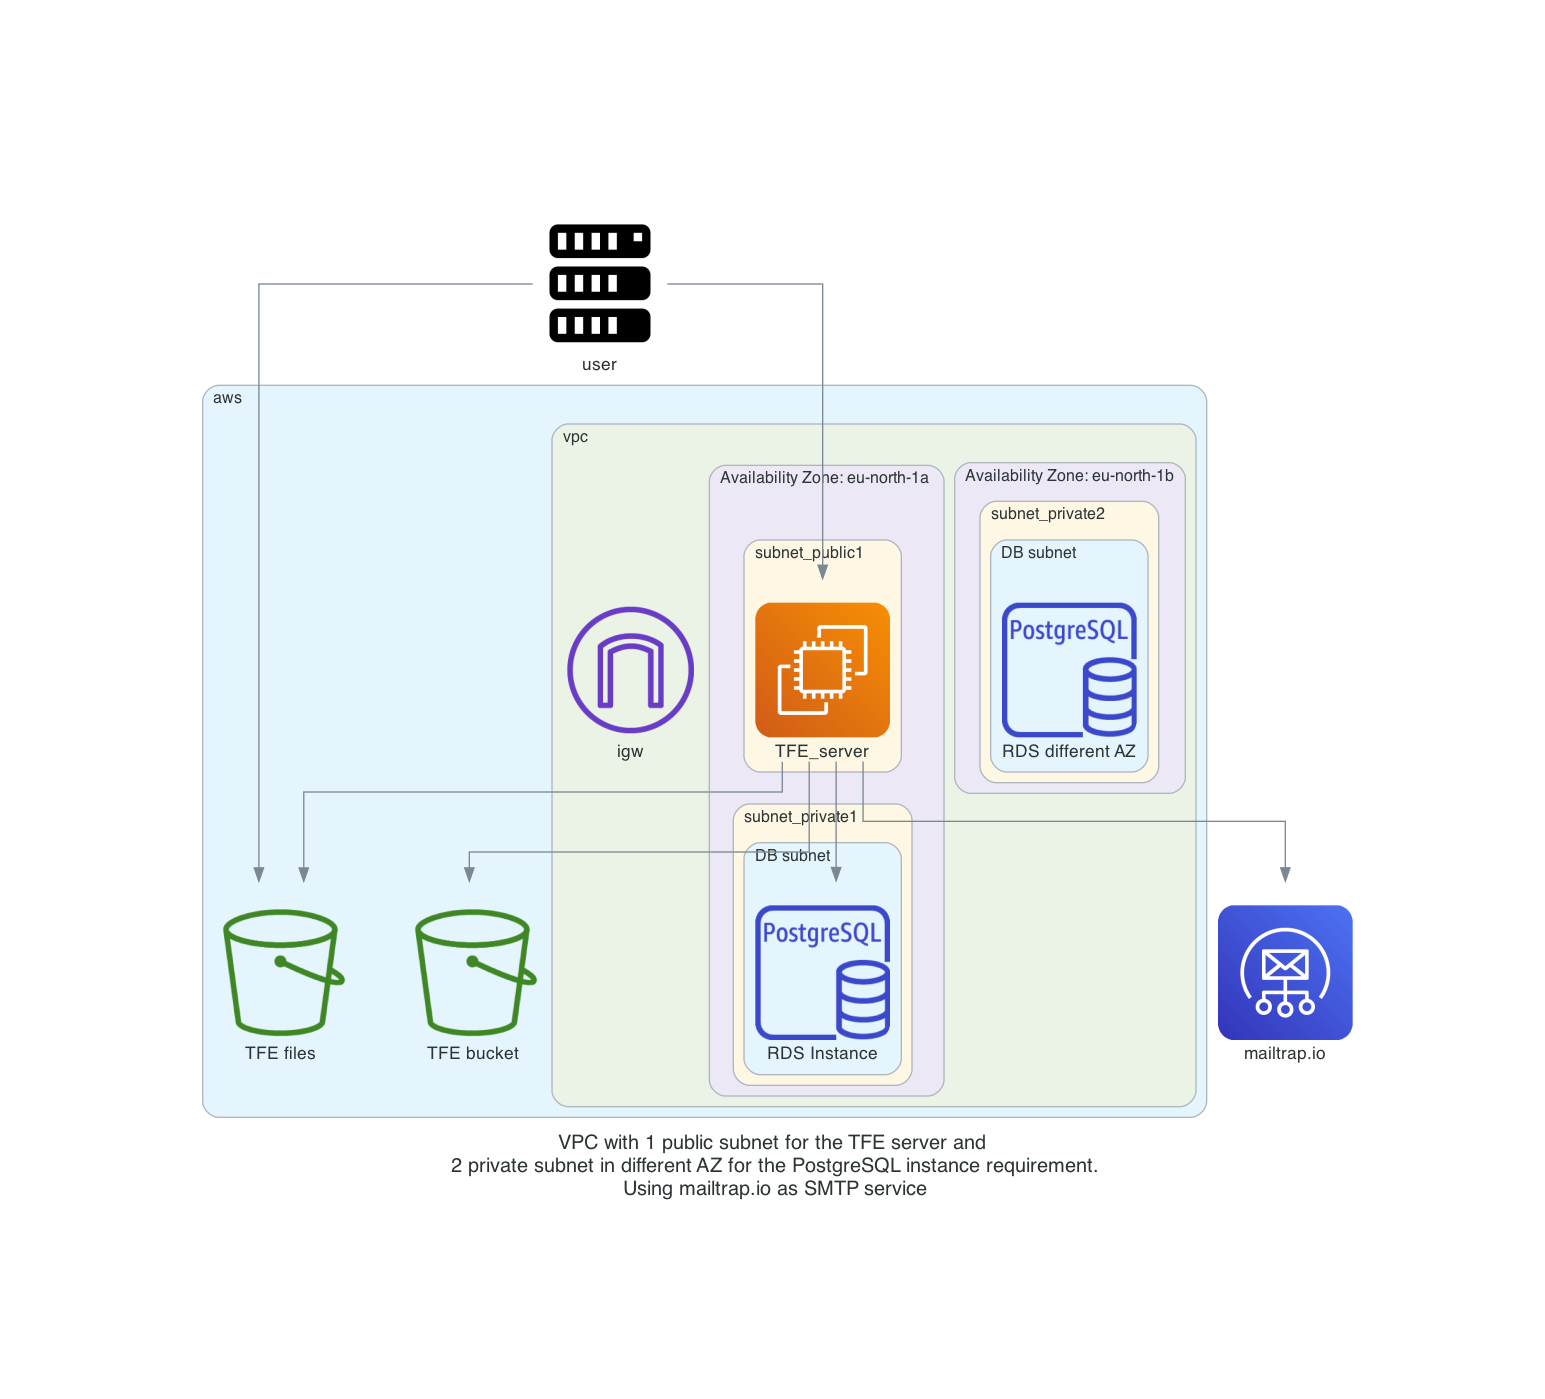 user
aws
vpc
Availability Zone: eu-north-1a
Availability Zone: eu-north-1b
subnet_private2
subnet_public1
DB subnet
PostgreSQL
igw
TFE_server
RDS different AZ
subnet_private1
DB subnet
PostgreSQL
TFE files
TFE bucket
RDS Instance
mailtrap.io
VPC with 1 public subnet for the TFE server and
2 private subnet in different AZ for the PostgreSQL instance requirement.
Using mailtrap.io as SMTP service